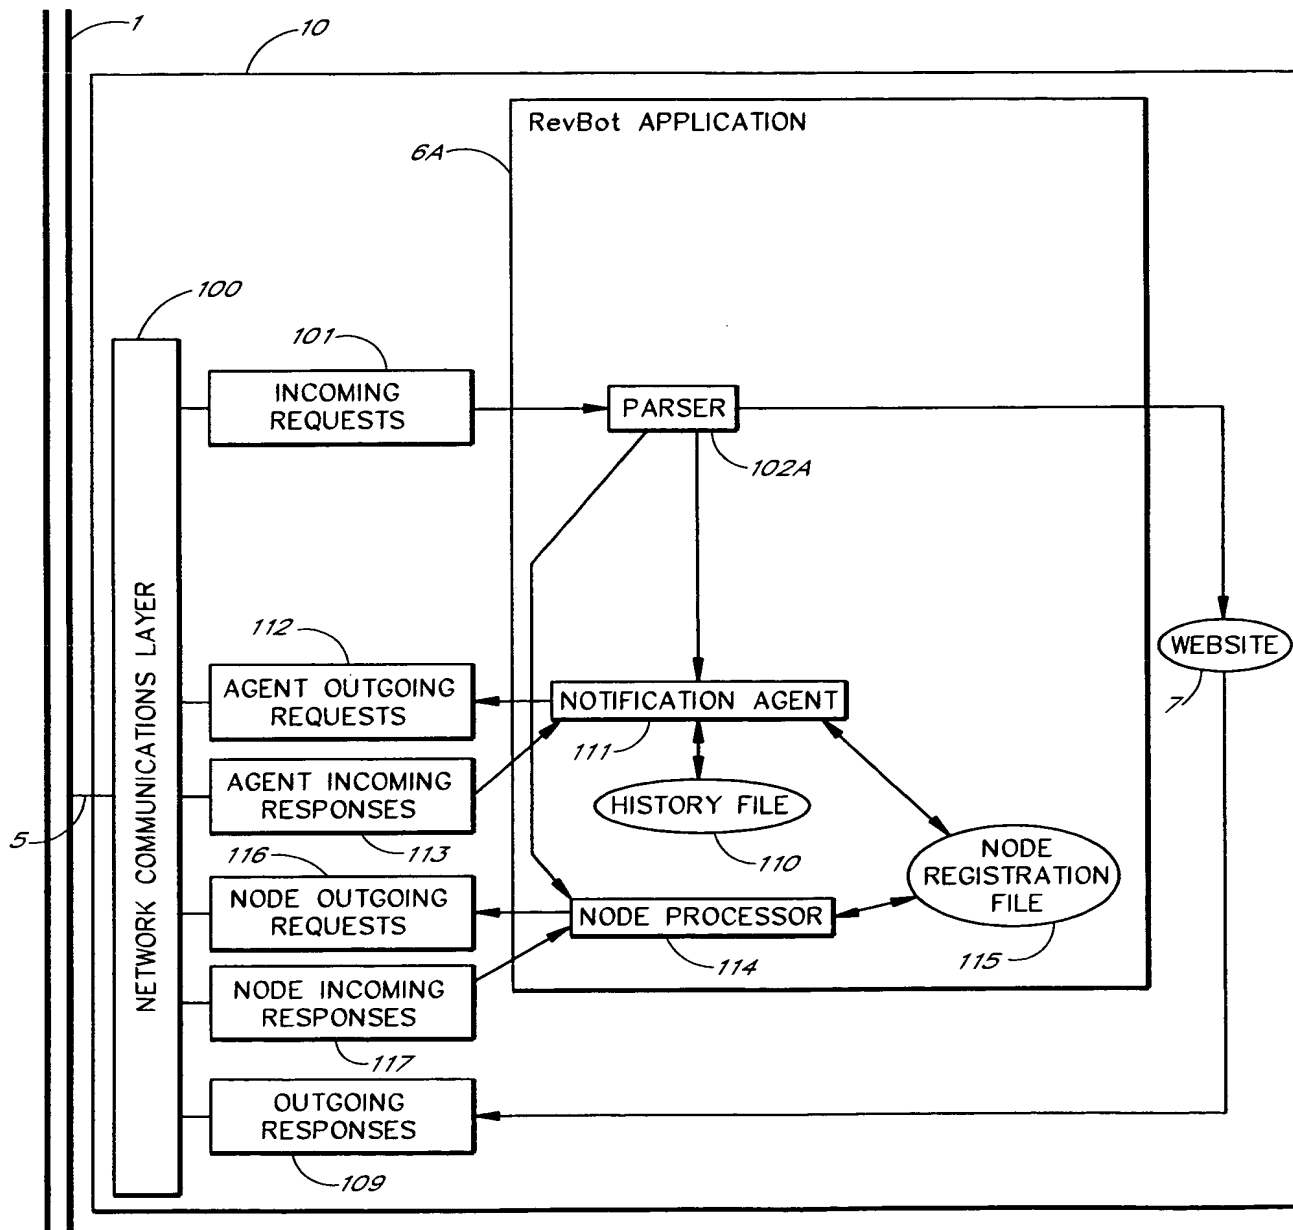 1
10
RevBot APPLICATION
6A
100
101
INCOMING
REQUESTS
PARSER
102A
NETWORK COMMUNICATIONS LAYER
112
AGENT OUTGOING
REQUESTS
NOTIFICATION AGENT
111
WEBSITE
7
AGENT INCOMING
RESPONSES
113
HISTORY FILE
110
5
116
NODE OUTGOING
REQUESTS
NODE PROCESSOR
114
NODE
REGISTRATION
FILE
115
NODE INCOMING
RESPONSES
117
OUTGOING
RESPONSES
109